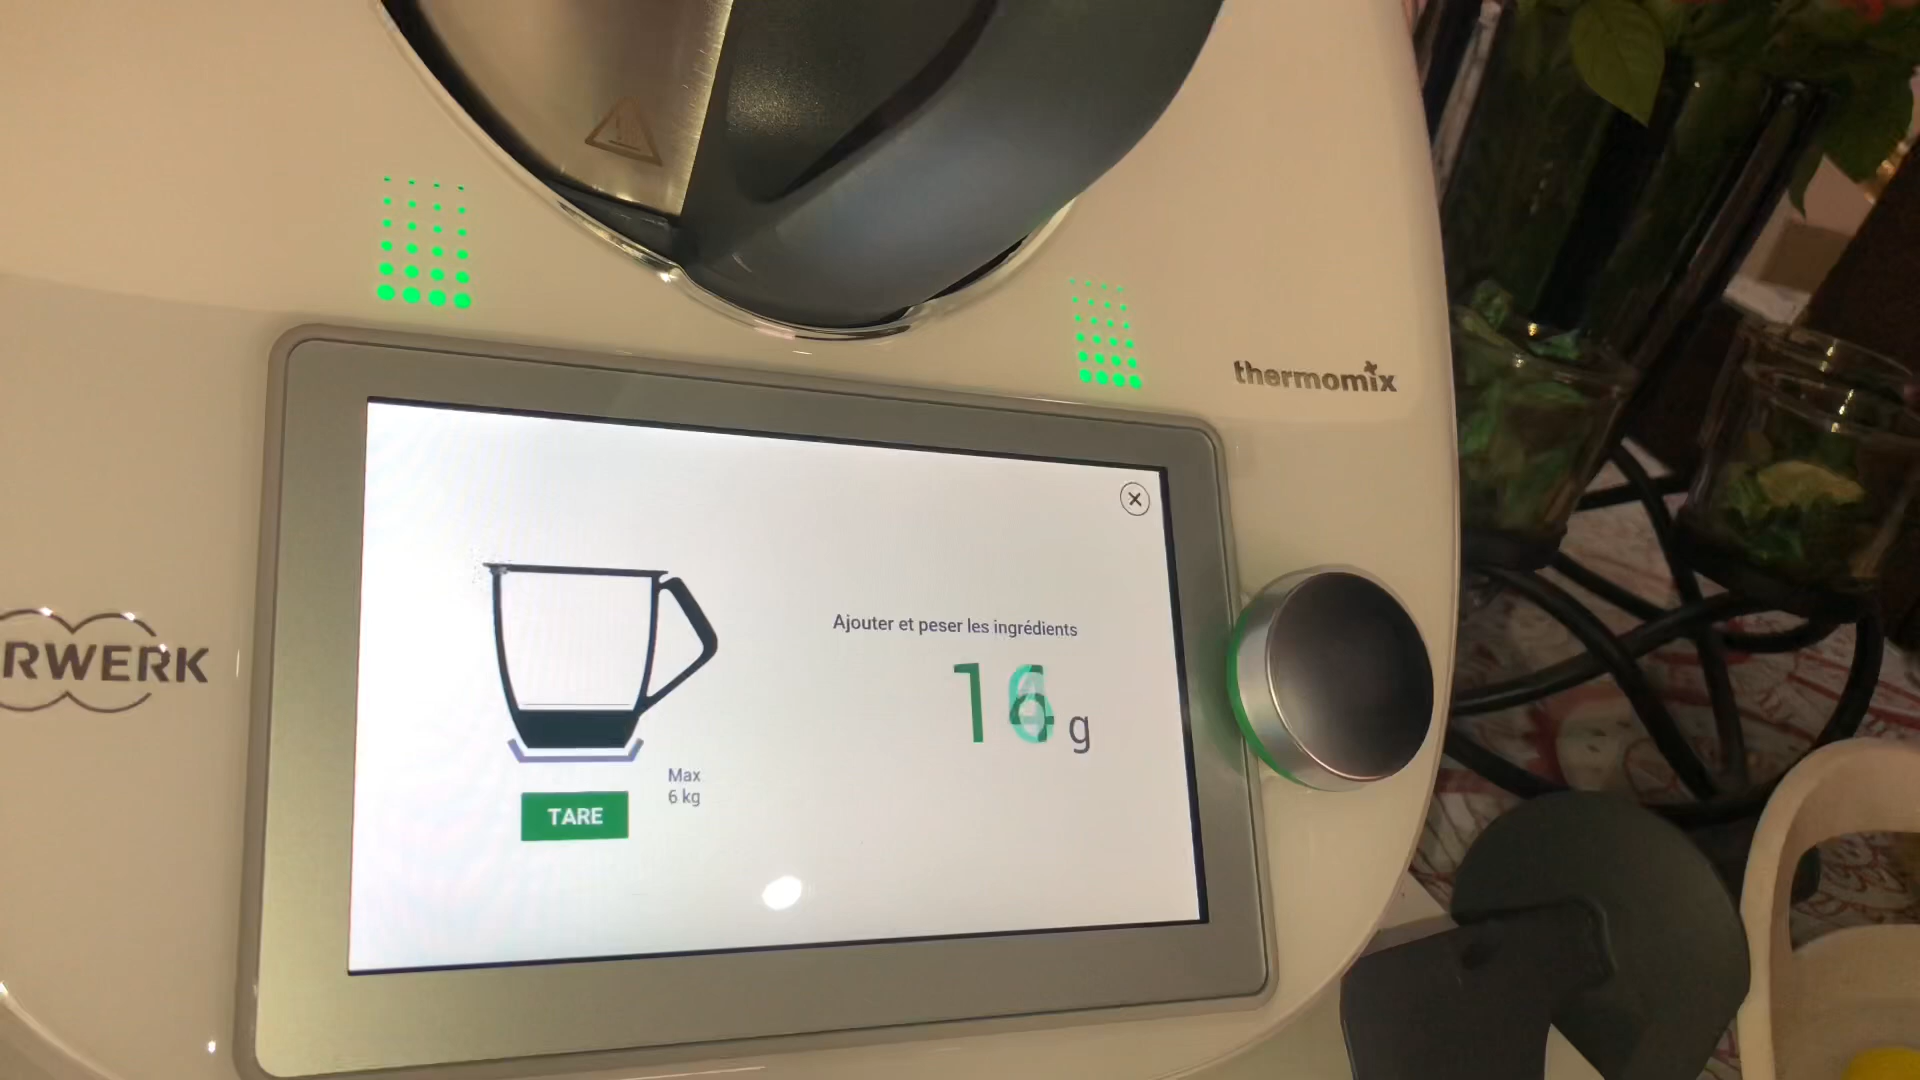 thermomix
RWERK
Ajouter et peser les ingrédients
g
Max
6 kg
TARE